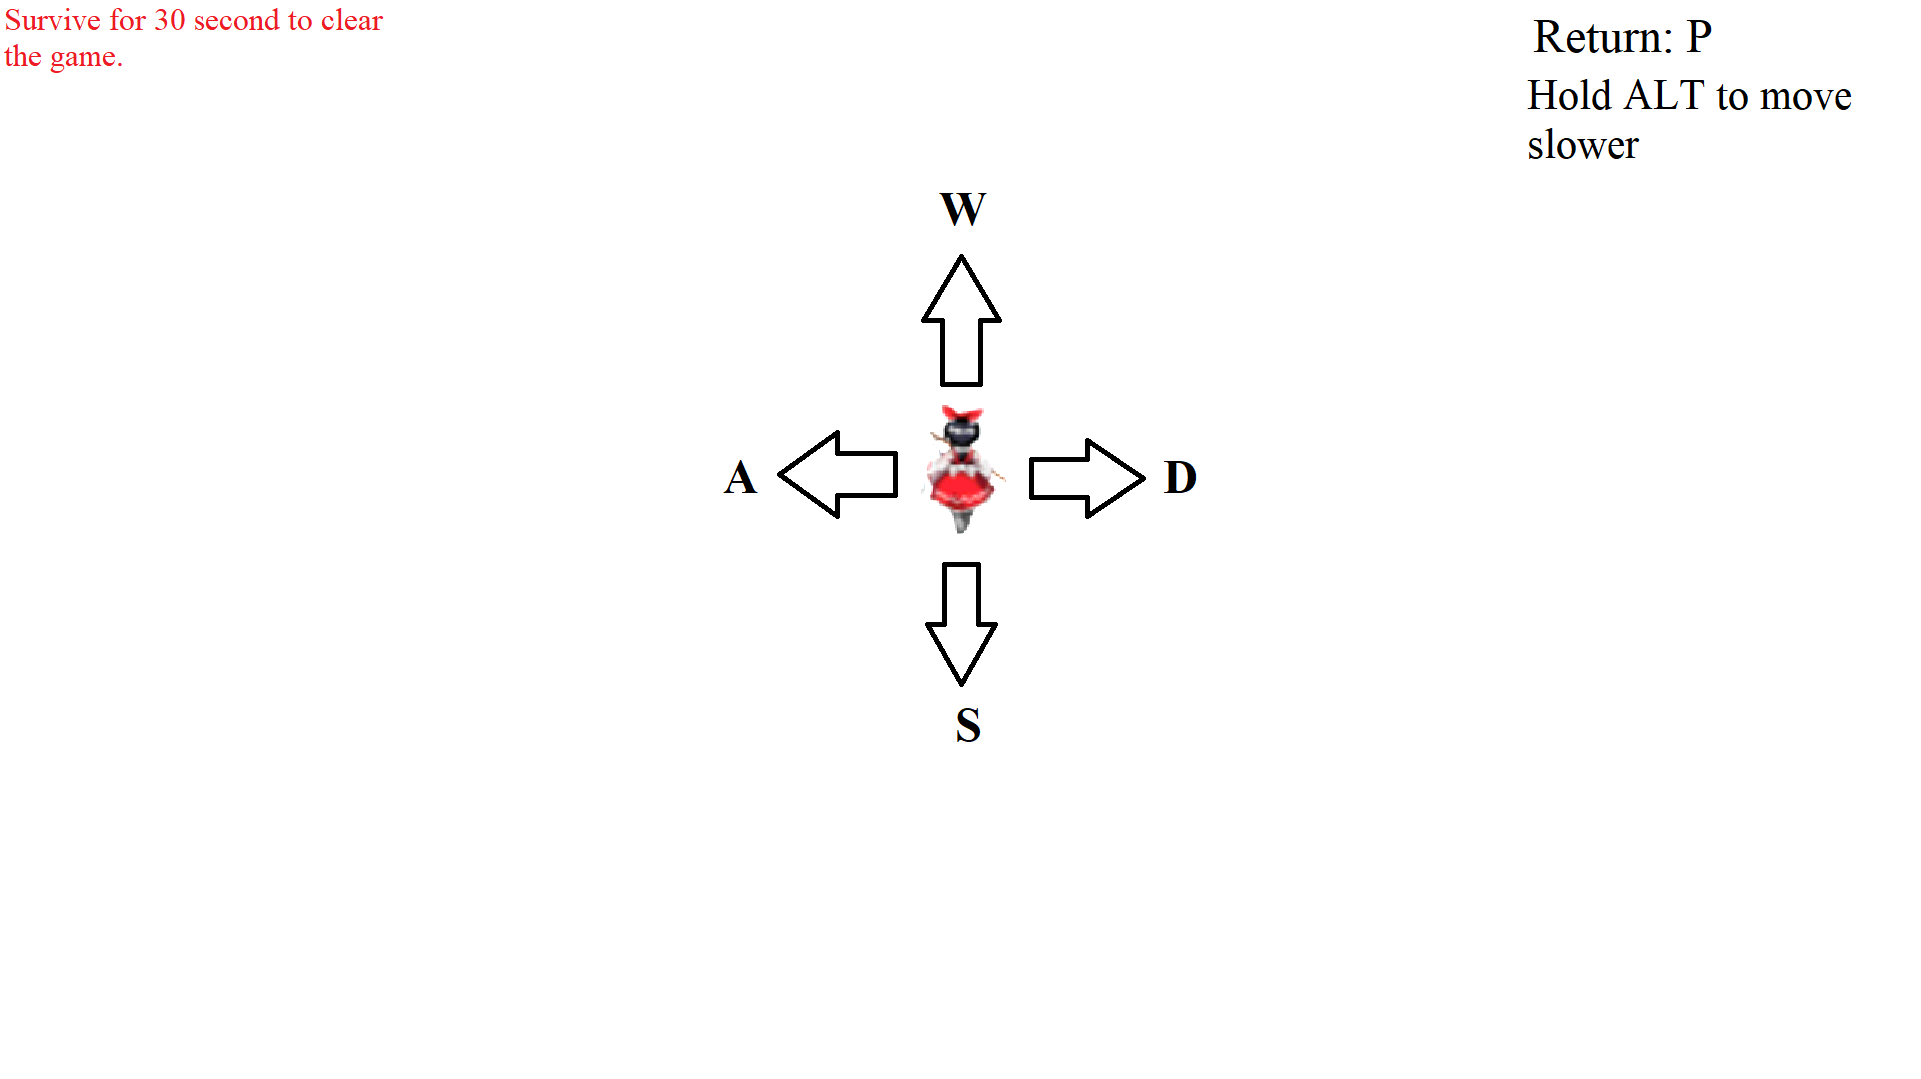 Survive for 30 second to clear
the game.
Return: P
Hold ALT to move
slower
W
A
D
S